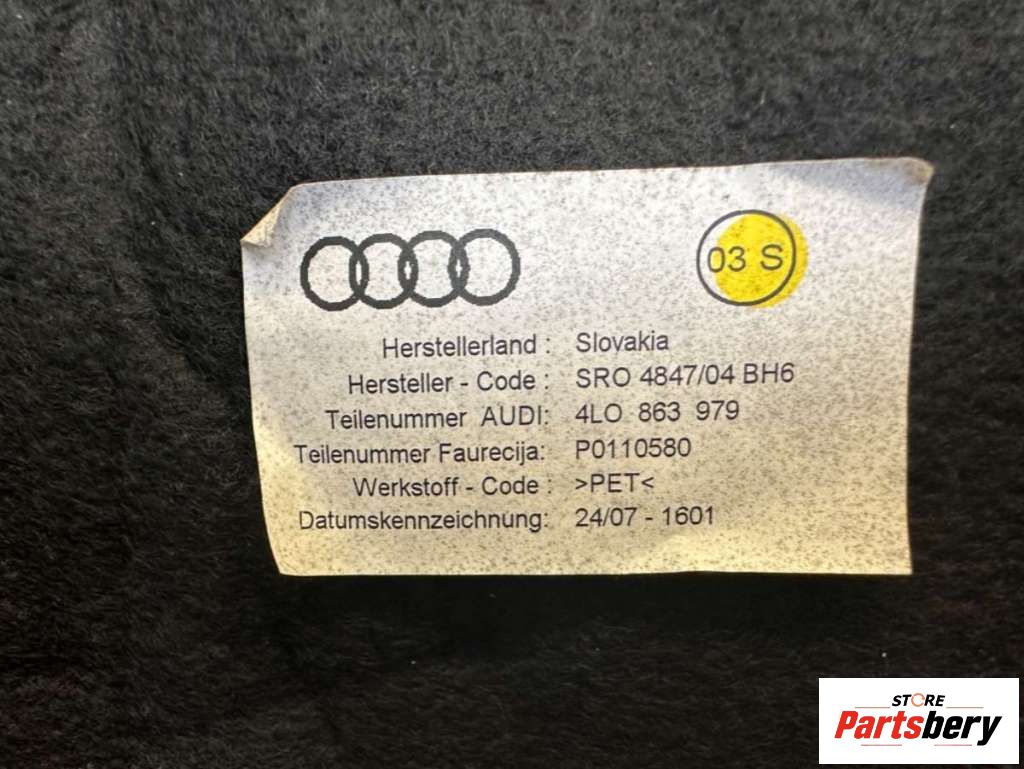 03 S
Herstellerland : Slovakia
Hersteller - Code : SRO 4847/04 BH6
Teilenummer AUDI: 4LO 863 979
Teilenummer Faurecija: P0110580
Werkstoff - Code : >PET<
Datumskennzeichnung: 24/07 - 1601
STORE
Partsbery